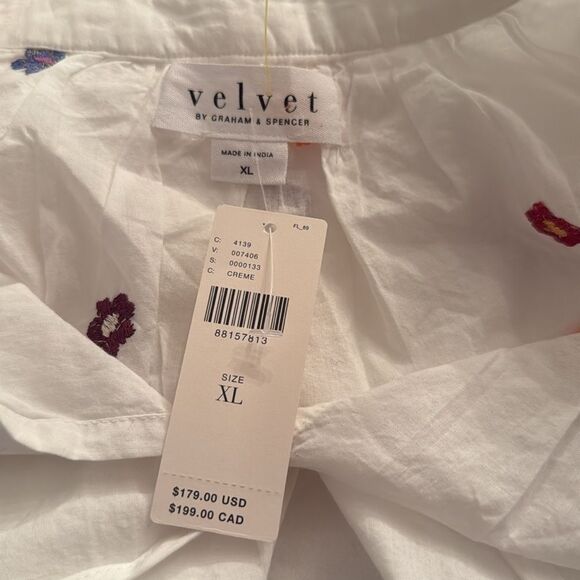 velvet
BY GRAHAM & SPENCER
MADE IN INDIA
XL
FL_89
C: 4139
V: 007406
S: 0000133
C: CREME
88157813
SIZE
XL
$179.00 USD
$199.00 CAD